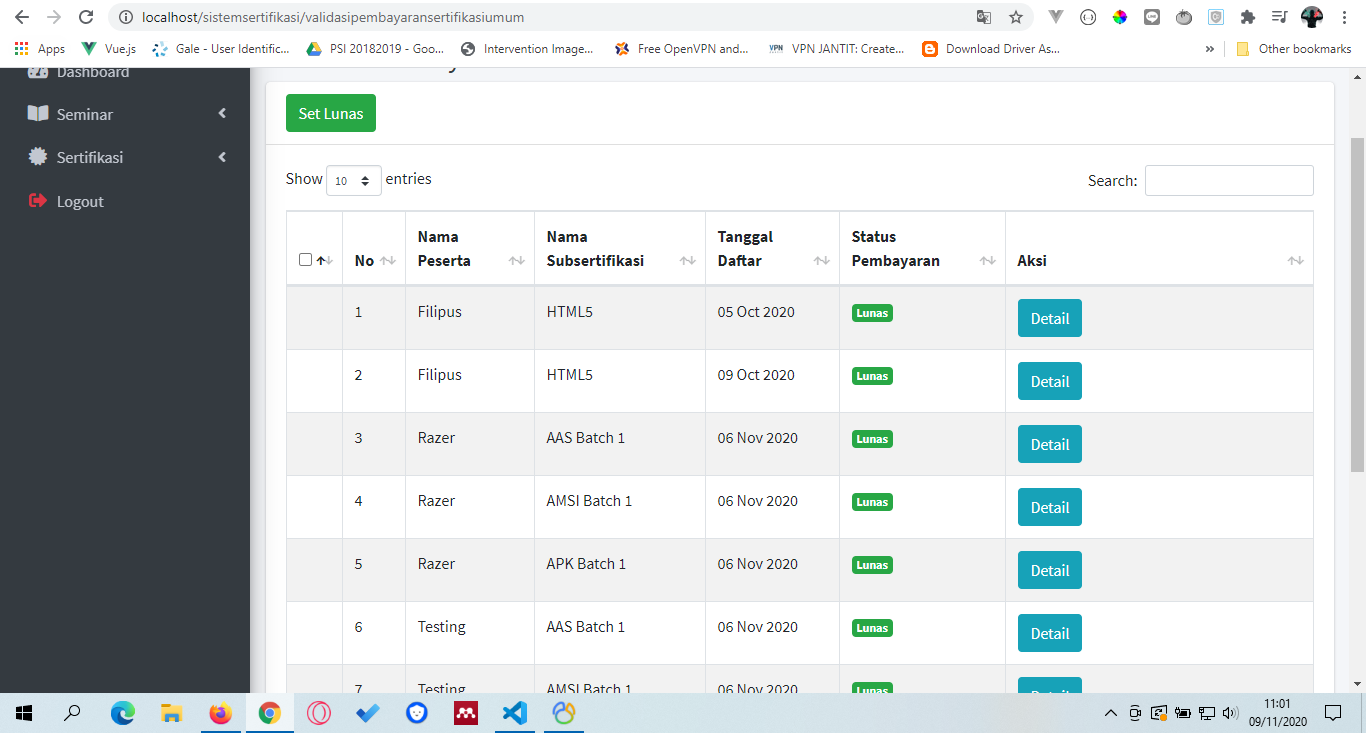 localhost/sistemsertifikasi/validasipembayaransertifikasiumum
Apps Vue.js Gale - User Identific... PSI 20182019 - Goo... Intervention Image... Free OpenVPN and... VPN VPN JANTIT: Create... Download Driver As... » Other bookmarks
Dashboard
Seminar
Sertifikasi
Logout
Set Lunas
Show 10 entries
Search:
No Nama Peserta Nama Subsertifikasi Tanggal Daftar Status Pembayaran Aksi
1 Filipus HTML5 05 Oct 2020 Lunas Detail
2 Filipus HTML5 09 Oct 2020 Lunas Detail
3 Razer AAS Batch 1 06 Nov 2020 Lunas Detail
4 Razer AMSI Batch 1 06 Nov 2020 Lunas Detail
5 Razer APK Batch 1 06 Nov 2020 Lunas Detail
6 Testing AAS Batch 1 06 Nov 2020 Lunas Detail
7 Testing AMSI Batch 1 06 Nov 2020 Lunas Detail
11:01
09/11/2020